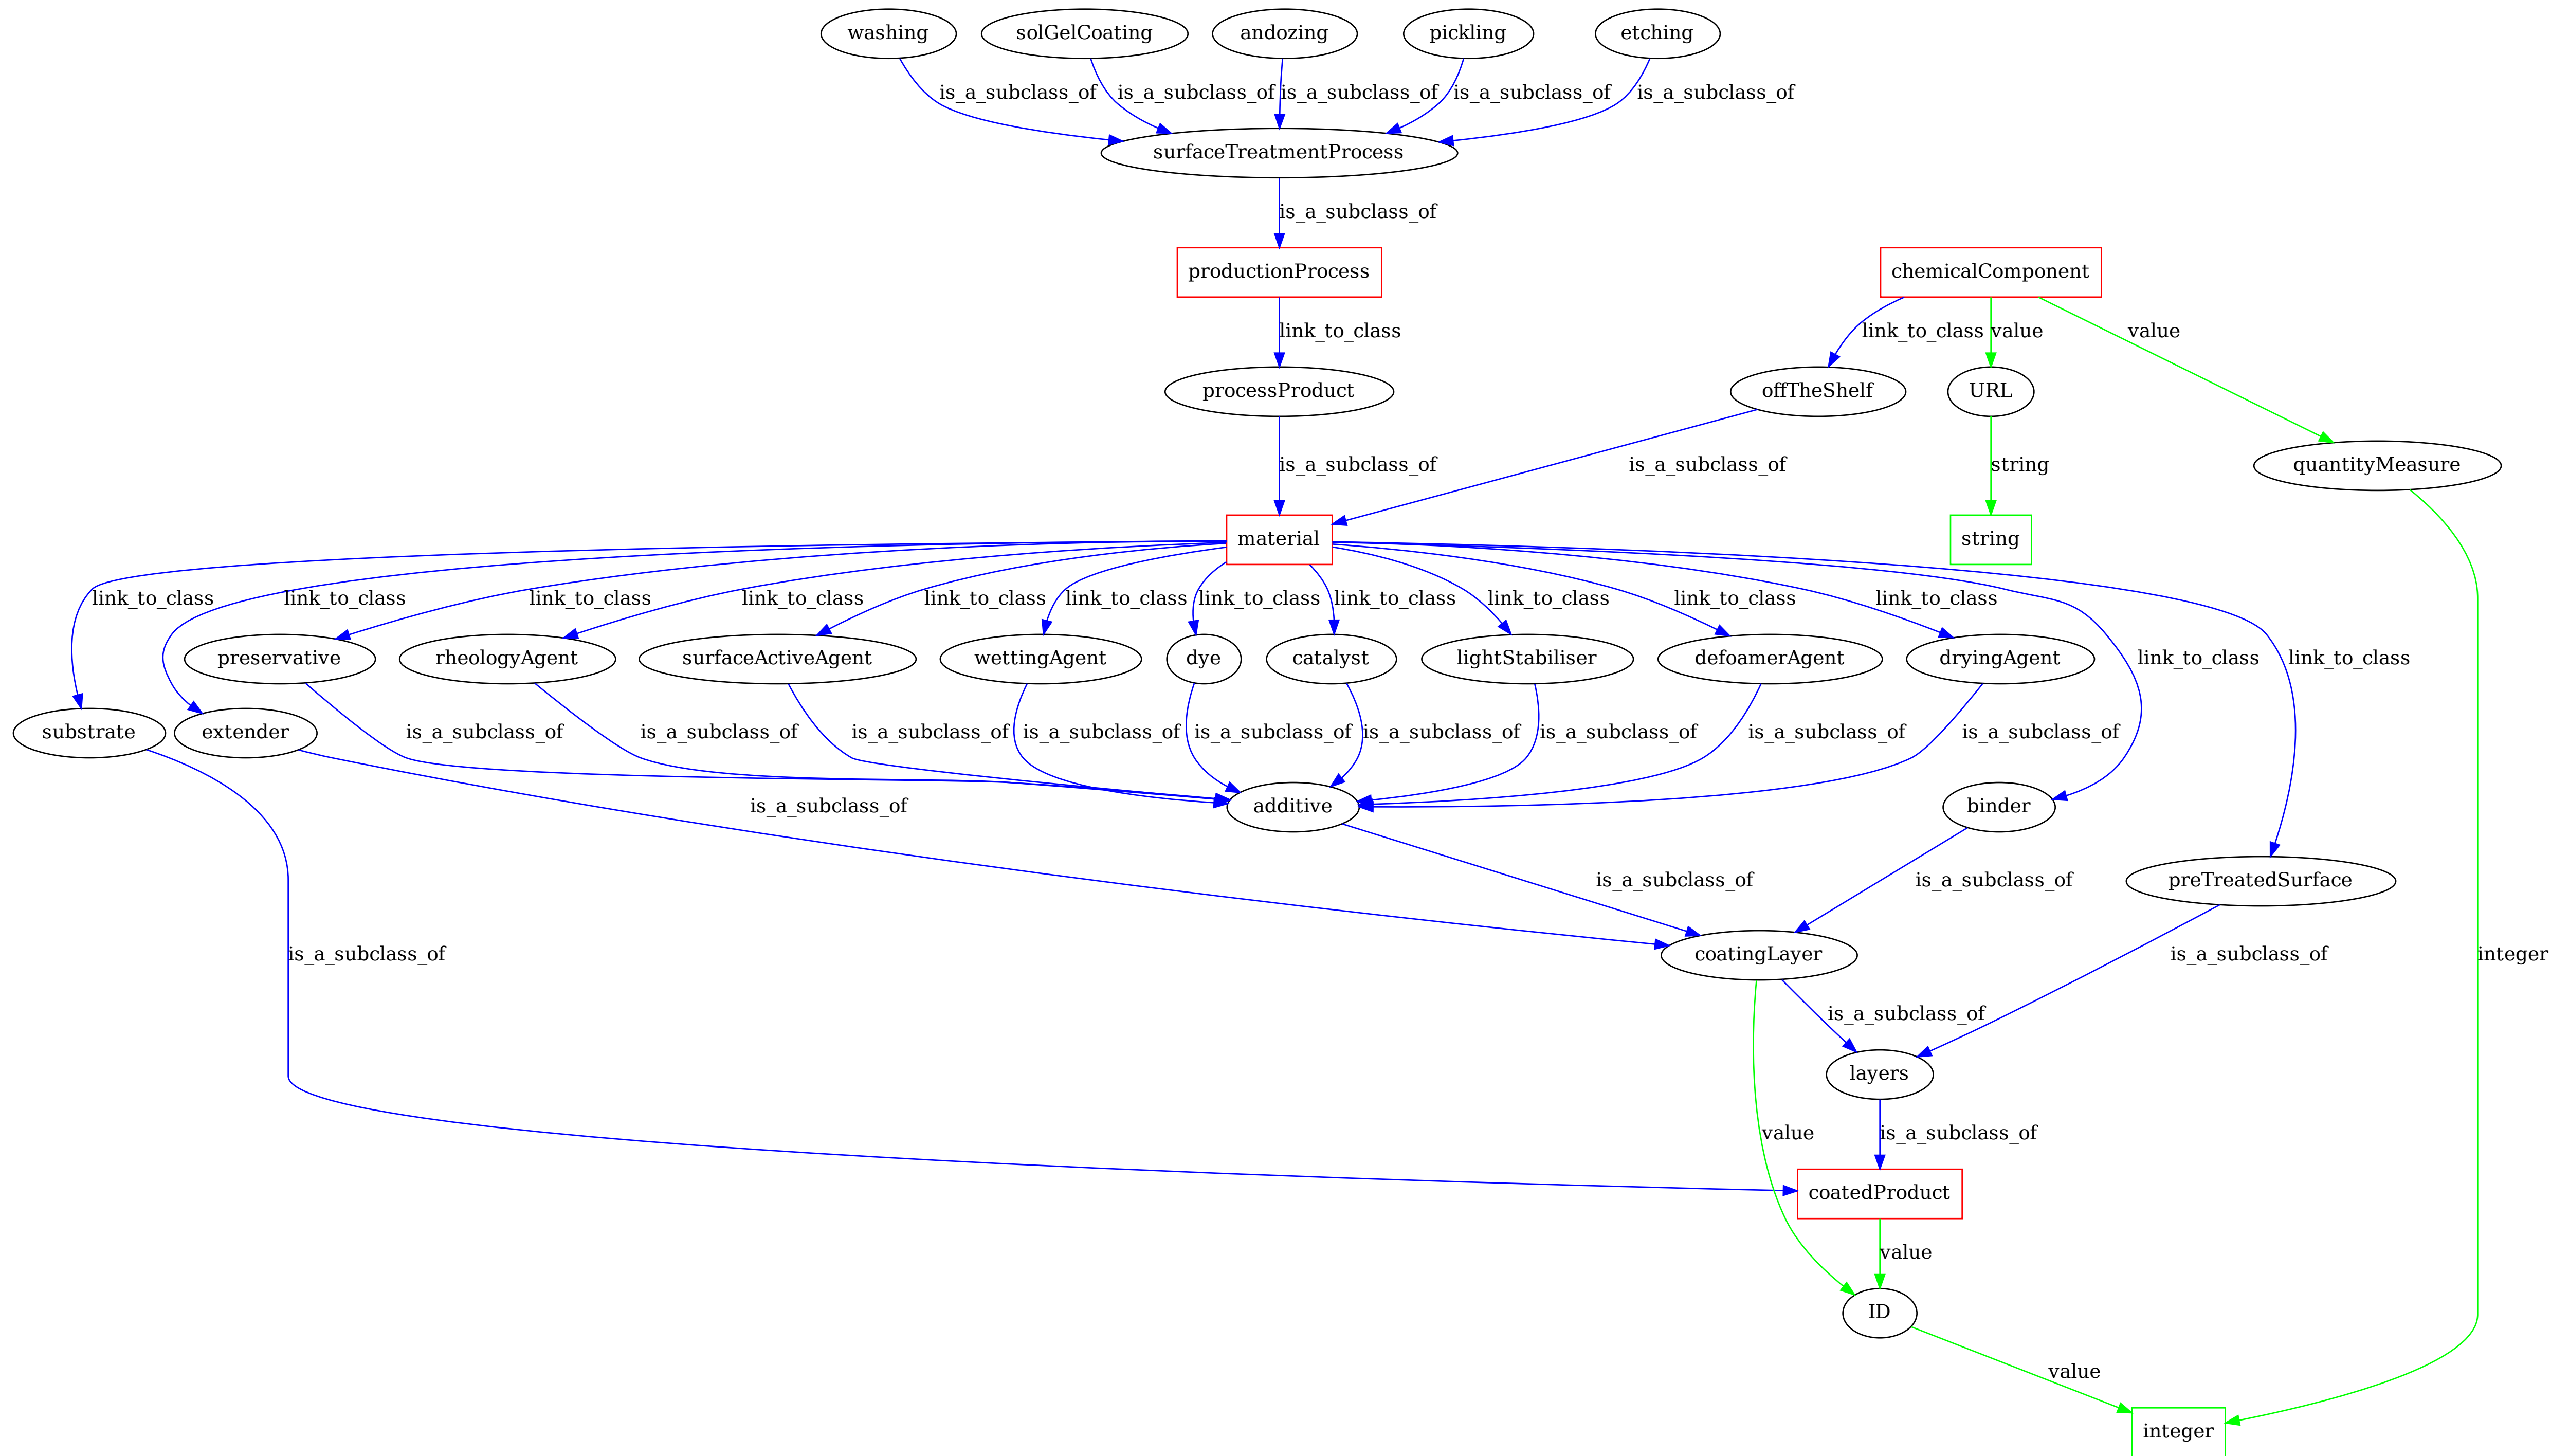 washing
solGelCoating
andozing
pickling
etching
is_a_subclass_of
is_a_subclass_of
is_a_subclass_of
is_a_subclass_of
is_a_subclass_of
surfaceTreatmentProcess
is_a_subclass_of
productionProcess
chemicalComponent
link_to_class
link_to_class
value
value
processProduct
offTheShelf
URL
is_a_subclass_of
is_a_subclass_of
string
quantityMeasure
material
string
link_to_class
link_to_class
link_to_class
link_to_class
link_to_class
link_to_class
link_to_class
link_to_class
link_to_class
link_to_class
link_to_class
preservative
rheologyAgent
surfaceActiveAgent
wettingAgent
dye
catalyst
lightStabiliser
defoamerAgent
dryingAgent
link_to_class
link_to_class
substrate
extender
is_a_subclass_of
is_a_subclass_of
is_a_subclass_of
is_a_subclass_of
is_a_subclass_of
is_a_subclass_of
is_a_subclass_of
is_a_subclass_of
is_a_subclass_of
is_a_subclass_of
additive
binder
is_a_subclass_of
is_a_subclass_of
preTreatedSurface
is_a_subclass_of
coatingLayer
is_a_subclass_of
integer
is_a_subclass_of
layers
value
is_a_subclass_of
coatedProduct
value
ID
value
integer